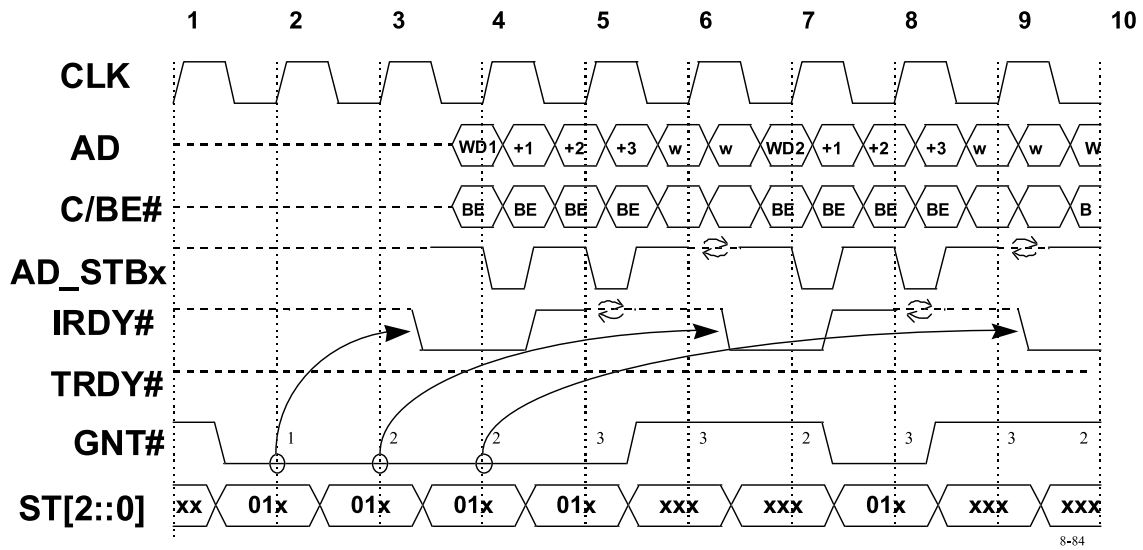 1 2 3 4 5 6 7 8 9 10
CLK
AD WD1 +1 +2 +3 w w WD2 +1 +2 +3 w w W
C/BE# BE BE BE BE BE BE BE BE B
AD_STBx
IRDY#
TRDY#
GNT# 1 2 2 3 3 2 3 3 2
ST[2::0] xx 01x 01x 01x 01x xxx xxx 01x xxx xxx
8-84